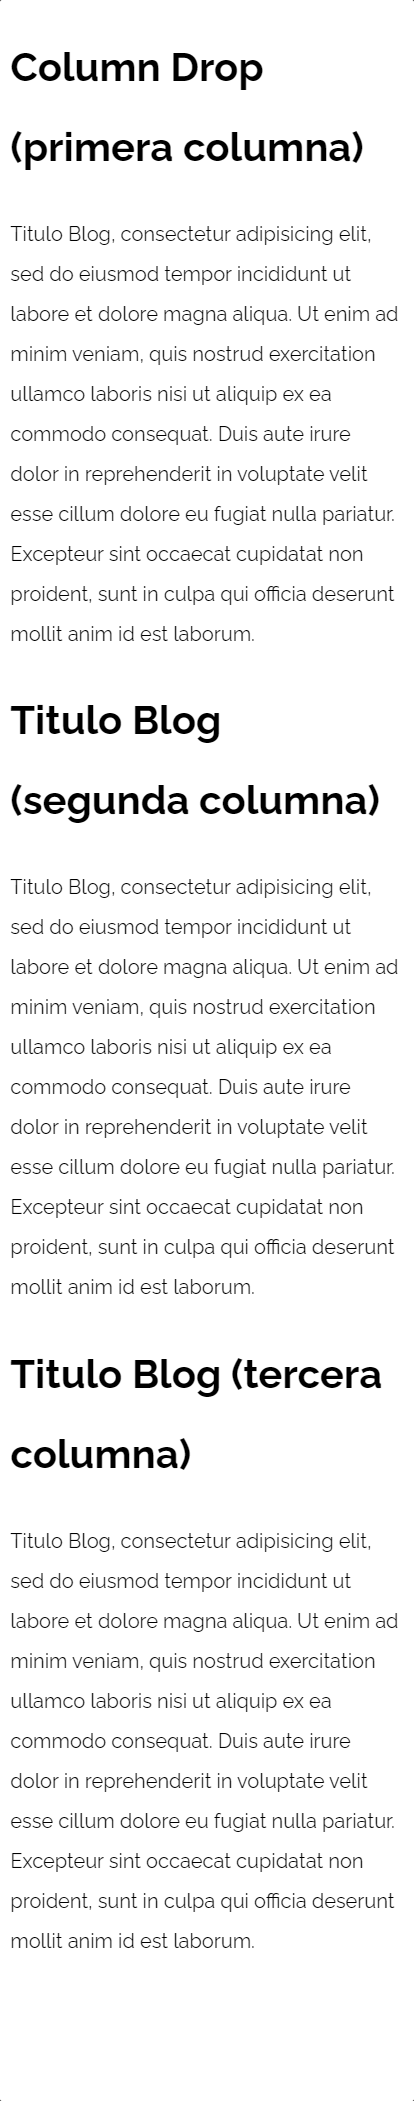 Column Drop
(primera columna)
Titulo Blog, consectetur adipisicing elit,
sed do eiusmod tempor incididunt ut
labore et dolore magna aliqua. Ut enim ad
minim veniam, quis nostrud exercitation
ullamco laboris nisi ut aliquip ex ea
commodo consequat. Duis aute irure
dolor in reprehenderit in voluptate velit
esse cillum dolore eu fugiat nulla pariatur.
Excepteur sint occaecat cupidatat non
proident, sunt in culpa qui officia deserunt
mollit anim id est laborum.
Titulo Blog
(segunda columna)
Titulo Blog, consectetur adipisicing elit,
sed do eiusmod tempor incididunt ut
labore et dolore magna aliqua. Ut enim ad
minim veniam, quis nostrud exercitation
ullamco laboris nisi ut aliquip ex ea
commodo consequat. Duis aute irure
dolor in reprehenderit in voluptate velit
esse cillum dolore eu fugiat nulla pariatur.
Excepteur sint occaecat cupidatat non
proident, sunt in culpa qui officia deserunt
mollit anim id est laborum.
Titulo Blog (tercera
columna)
Titulo Blog, consectetur adipisicing elit,
sed do eiusmod tempor incididunt ut
labore et dolore magna aliqua. Ut enim ad
minim veniam, quis nostrud exercitation
ullamco laboris nisi ut aliquip ex ea
commodo consequat. Duis aute irure
dolor in reprehenderit in voluptate velit
esse cillum dolore eu fugiat nulla pariatur.
Excepteur sint occaecat cupidatat non
proident, sunt in culpa qui officia deserunt
mollit anim id est laborum.